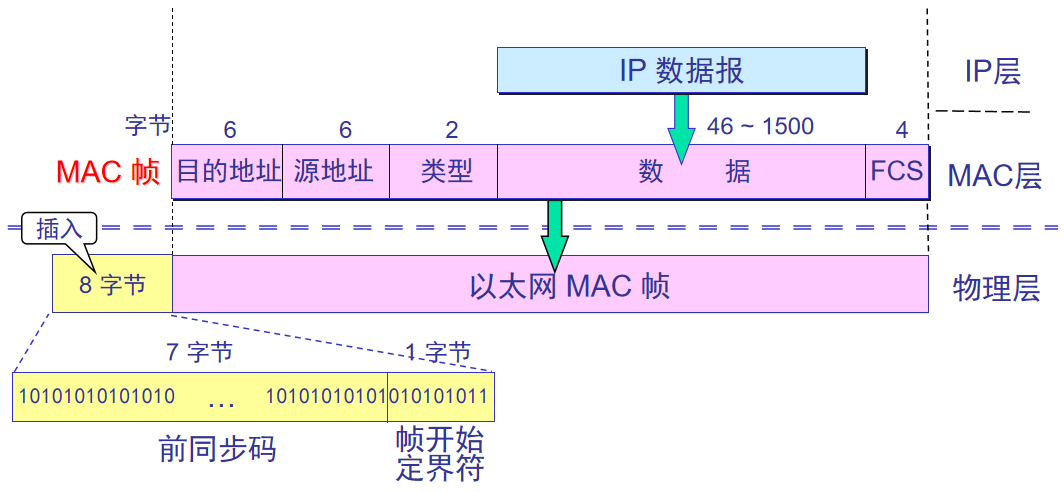 IP 数据报
IP层
字节
6
6
2
46 ~ 1500
4
MAC 帧
目的地址
源地址
类型
数 据
FCS
MAC层
插入
8 字节
以太网 MAC 帧
物理层
7 字节
1 字节
10101010101010 … 10101010101010101011
前同步码
帧开始
定界符